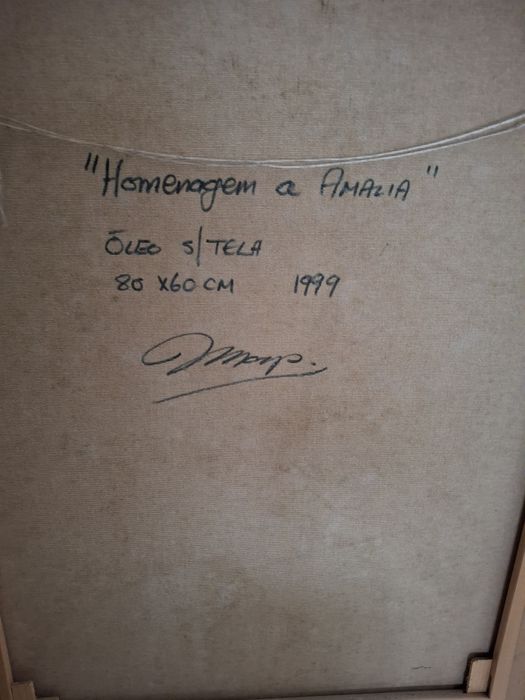 "Homenagem a AMALIA"
ÓLEO S/TELA
80 X60 CM 1999